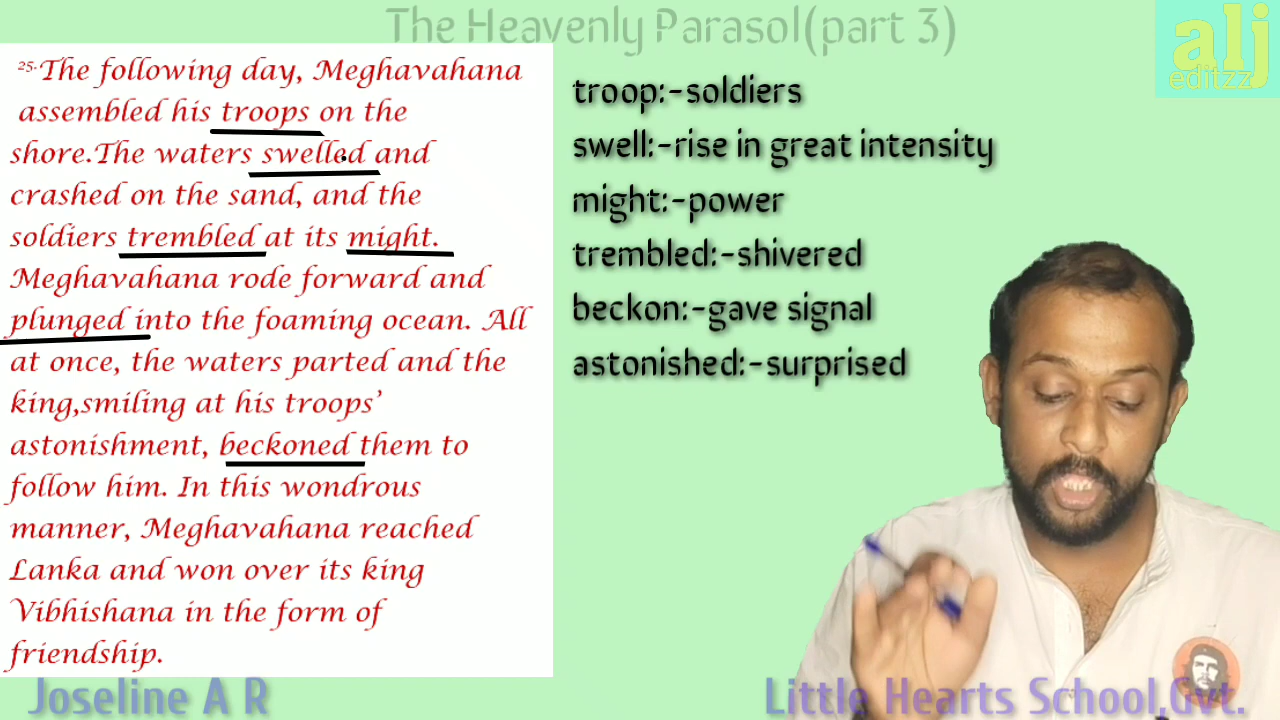 The Heavenly Parasol(part 3)
alj
editzz
25.The following day, Meghavahana
assembled his troops on the
shore.The waters swelled and
crashed on the sand, and the
soldiers trembled at its might.
Meghavahana rode forward and
plunged into the foaming ocean. All
at once, the waters parted and the
king,smiling at his troops'
astonishment, beckoned them to
follow him. In this wondrous
manner, Meghavahana reached
Lanka and won over its king
Vibhishana in the form of
friendship.
troop:-soldiers
swell:-rise in great intensity
might:-power
trembled:-shivered
beckon:-gave signal
astonished:-surprised
Joseline A R
Little Hearts School,Gvt.